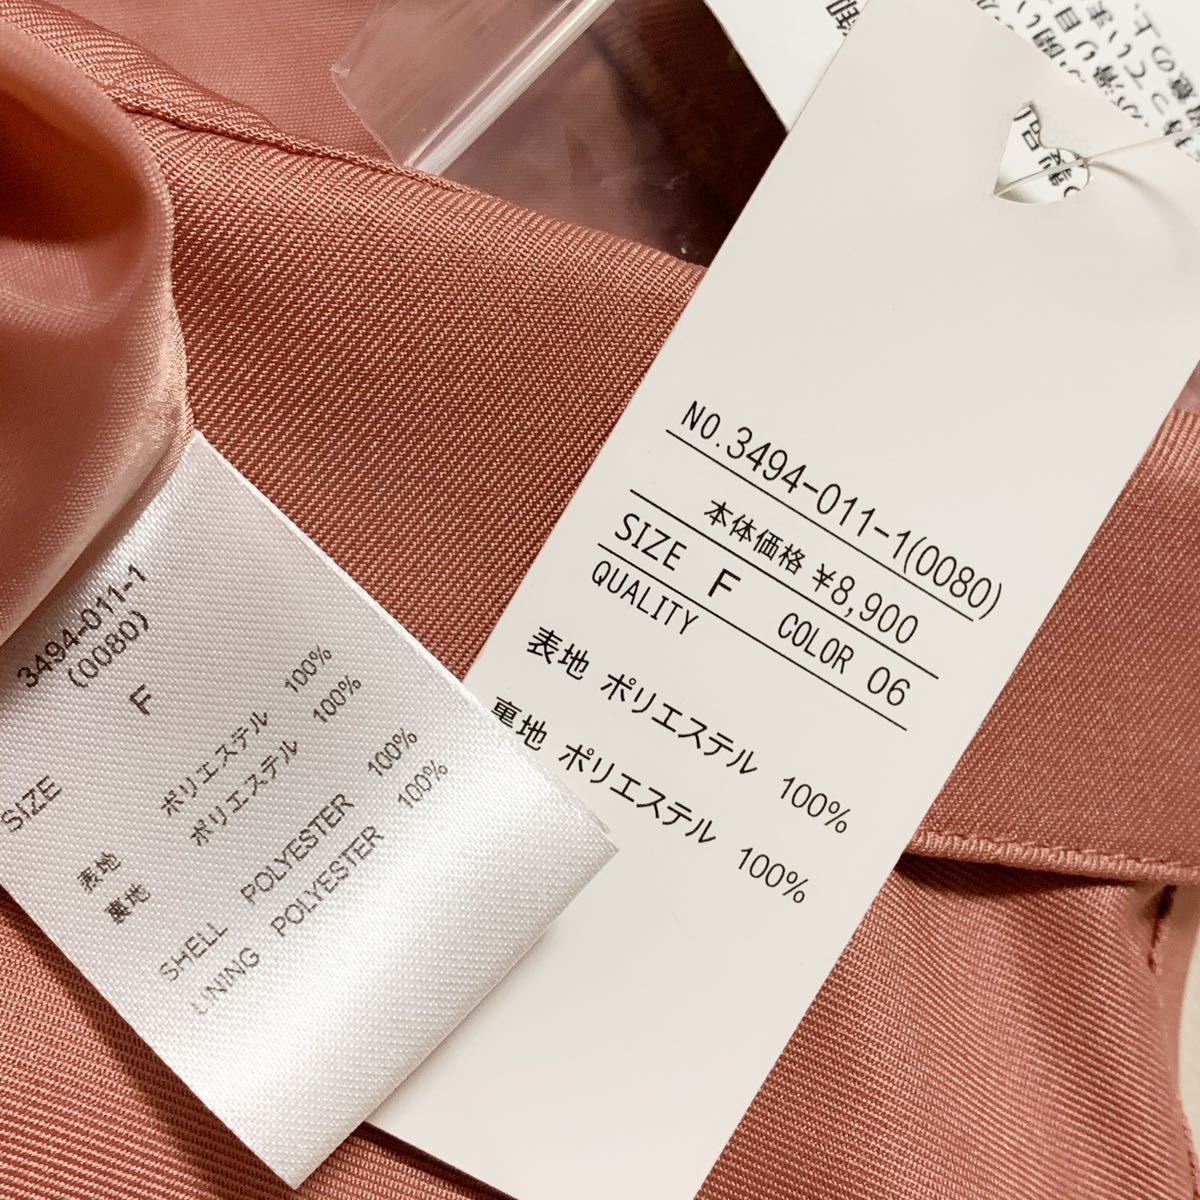 NO.3494-011-1(0080)
本体価格 ¥8,900
SIZE F COLOR 06
QUALITY
表地 ポリエステル 100%
裏地 ポリエステル 100%
3494-011-1
(0080)
SIZE F
表地 ポリエステル 100%
裏地 ポリエステル 100%
SHELL POLYESTER 100%
LINING POLYESTER 100%